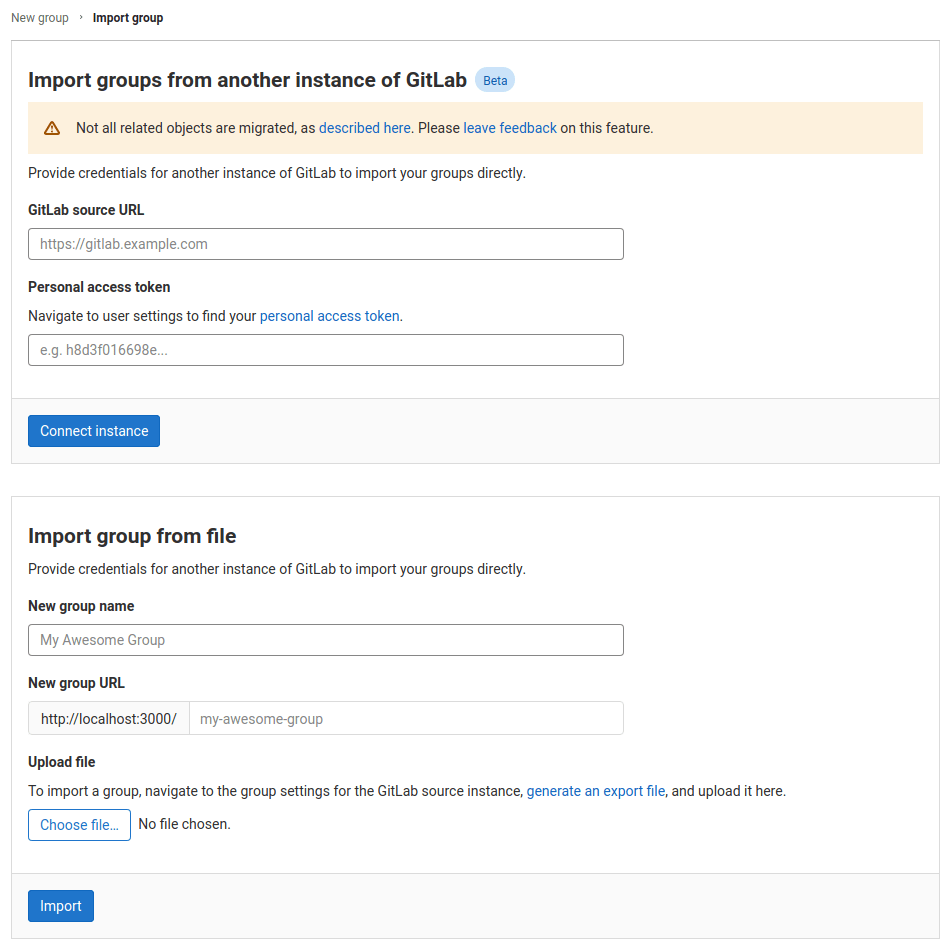 New group › Import group
Import groups from another instance of GitLab Beta
Not all related objects are migrated, as described here. Please leave feedback on this feature.
Provide credentials for another instance of GitLab to import your groups directly.
GitLab source URL
https://gitlab.example.com
Personal access token
Navigate to user settings to find your personal access token.
e.g. h8d3f016698e...
Connect instance
Import group from file
Provide credentials for another instance of GitLab to import your groups directly.
New group name
My Awesome Group
New group URL
http://localhost:3000/ my-awesome-group
Upload file
To import a group, navigate to the group settings for the GitLab source instance, generate an export file, and upload it here.
Choose file… No file chosen.
Import